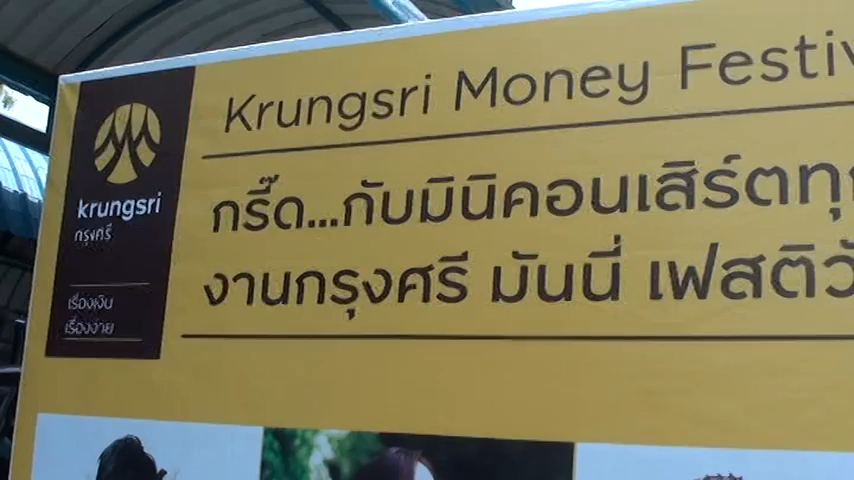 Krungsri Money Festiv
กรี๊ด...กับมินิคอนเสิร์ตทุ
งานกรุงศรี มันนี่ เฟสติวั
krungsri
กรุงศรี
เรื่องเงิน
เรื่องง่าย